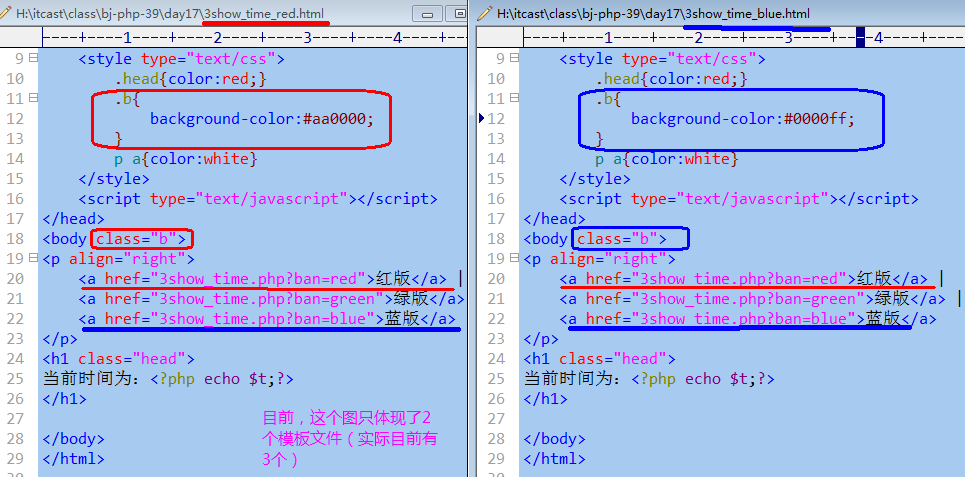 H:\itcast\class\bj-php-39\day17\3show_time_red.html
----+----1----+----2----+----3----+----4----
9 <style type="text/css">
10 .head{color:red;}
11 .b{
12 background-color:#aa0000;
13 }
14 p a{color:white}
15 </style>
16 <script type="text/javascript"></script>
17 </head>
18 <body class="b">
19 <p align="right">
20 <a href="3show_time.php?ban=red">红版</a> |
21 <a href="3show_time.php?ban=green">绿版</a>
22 <a href="3show_time.php?ban=blue">蓝版</a>
23 </p>
24 <h1 class="head">
25 当前时间为：<?php echo $t;?>
26 </h1>
27
28 </body>
29 </html>
目前，这个图只体现了2
个模板文件（实际目前有
3个）
H:\itcast\class\bj-php-39\day17\3show_time_blue.html
----+----1----+----2----+----3----+----4----
9 <style type="text/css">
10 .head{color:red;}
11 .b{
12 background-color:#0000ff;
13 }
14 p a{color:white}
15 </style>
16 <script type="text/javascript"></script>
17 </head>
18 <body class="b">
19 <p align="right">
20 <a href="3show_time.php?ban=red">红版</a> |
21 <a href="3show_time.php?ban=green">绿版</a> |
22 <a href="3show_time.php?ban=blue">蓝版</a>
23 </p>
24 <h1 class="head">
25 当前时间为：<?php echo $t;?>
26 </h1>
27
28 </body>
29 </html>